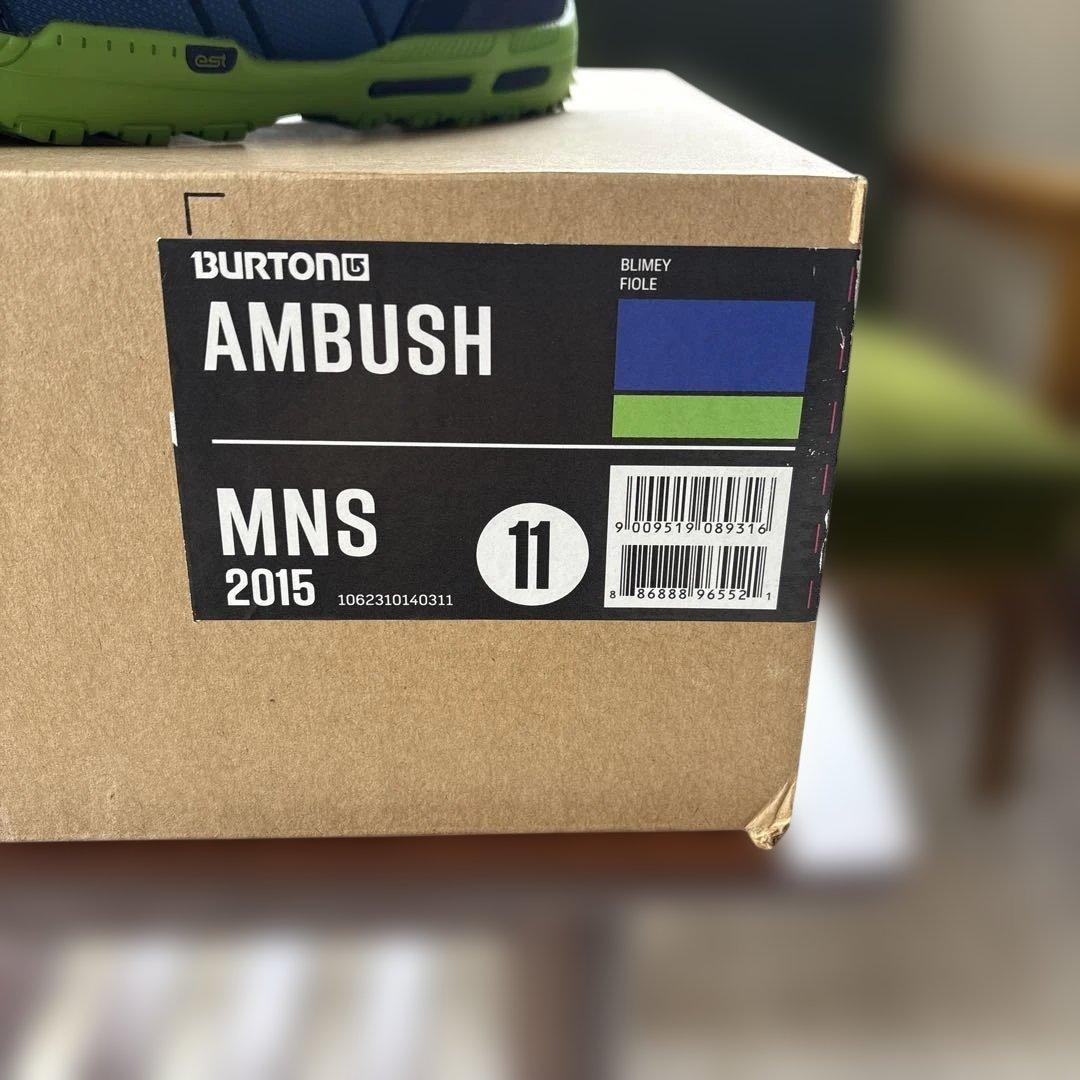 est
BURTON
AMBUSH
BLIMEY
FIOLE
MNS
2015
1062310140311
11
9 009519 089316
8 86888 96552 1